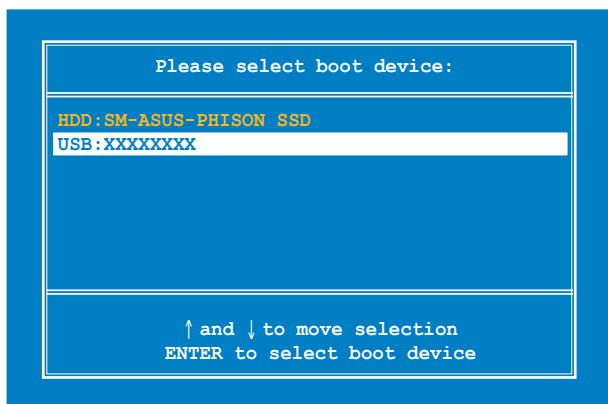 Please select boot device:
HDD:SM-ASUS-PHISON SSD
USB:XXXXXXXX
↑ and ↓ to move selection
ENTER to select boot device